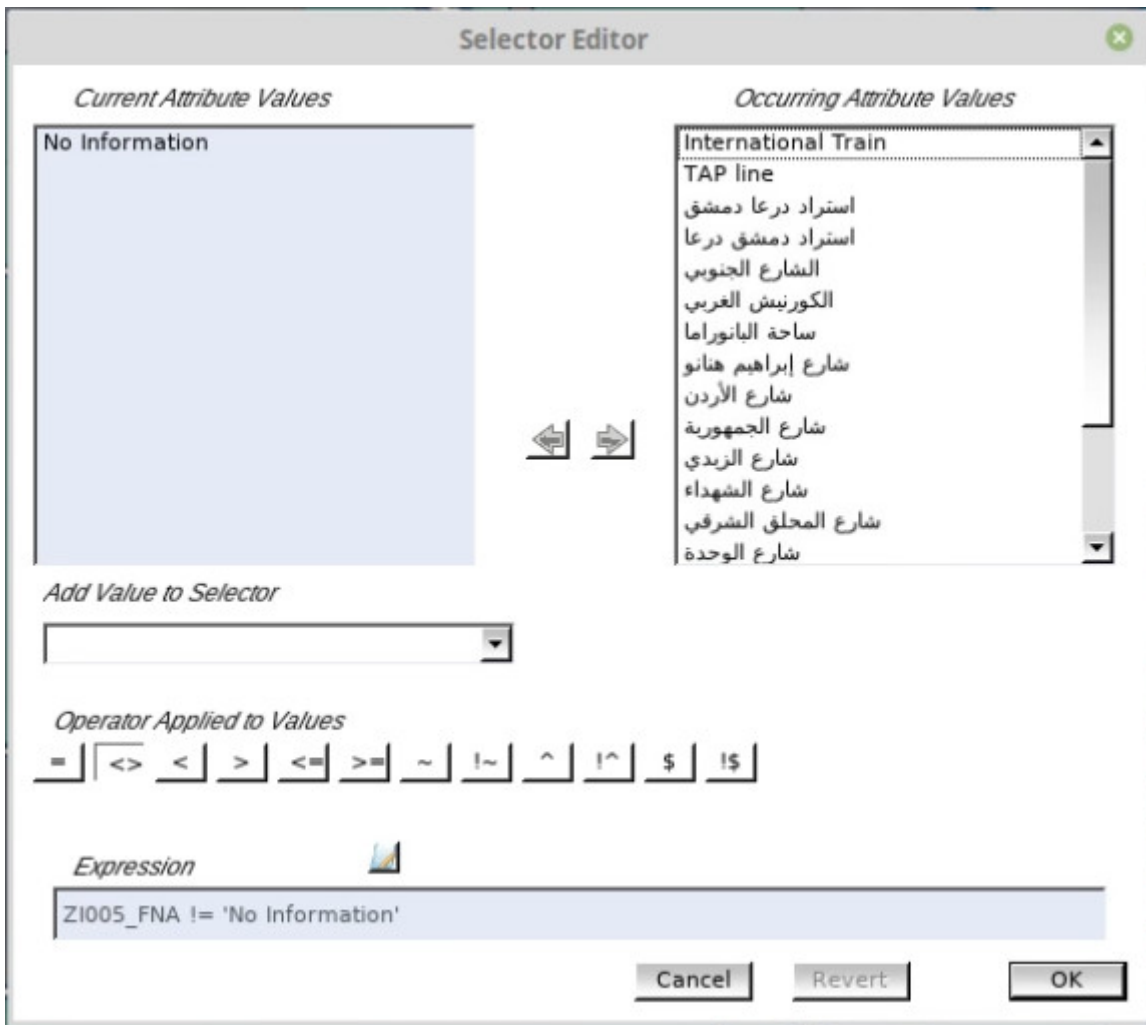 Selector Editor
Current Attribute Values
No Information
Occurring Attribute Values
International Train
TAP line
استراد درعا دمشق
استراد دمشق درعا
الشارع الجنوبي
الكورنيش الغربي
ساحة البانوراما
شارع إبراهيم هنانو
شارع الأردن
شارع الجمهورية
شارع الزيدي
شارع الشهداء
شارع المحلق الشرقي
شارع الوحدة
Add Value to Selector
Operator Applied to Values
= <> < > <= >= ~ !~ ^ !^ $ !$
Expression
ZI005_FNA != 'No Information'
Cancel Revert OK